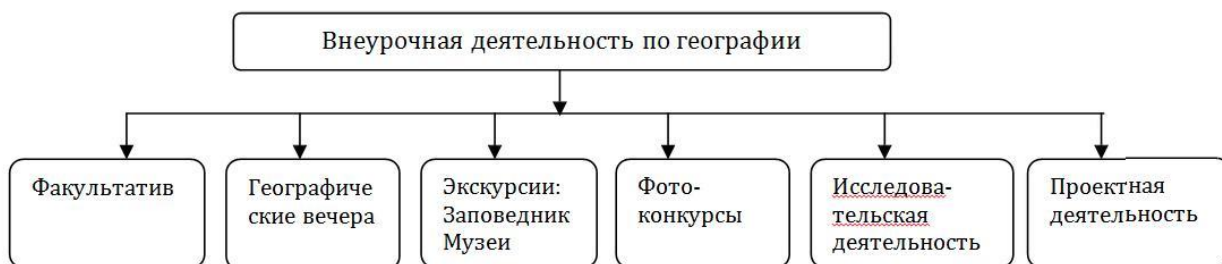 Внеурочная деятельность по географии
Факультатив
Географиче
ские вечера
Экскурсии:
Заповедник
Музеи
Фото-
конкурсы
Исследова-
тельская
деятельность
Проектная
деятельность